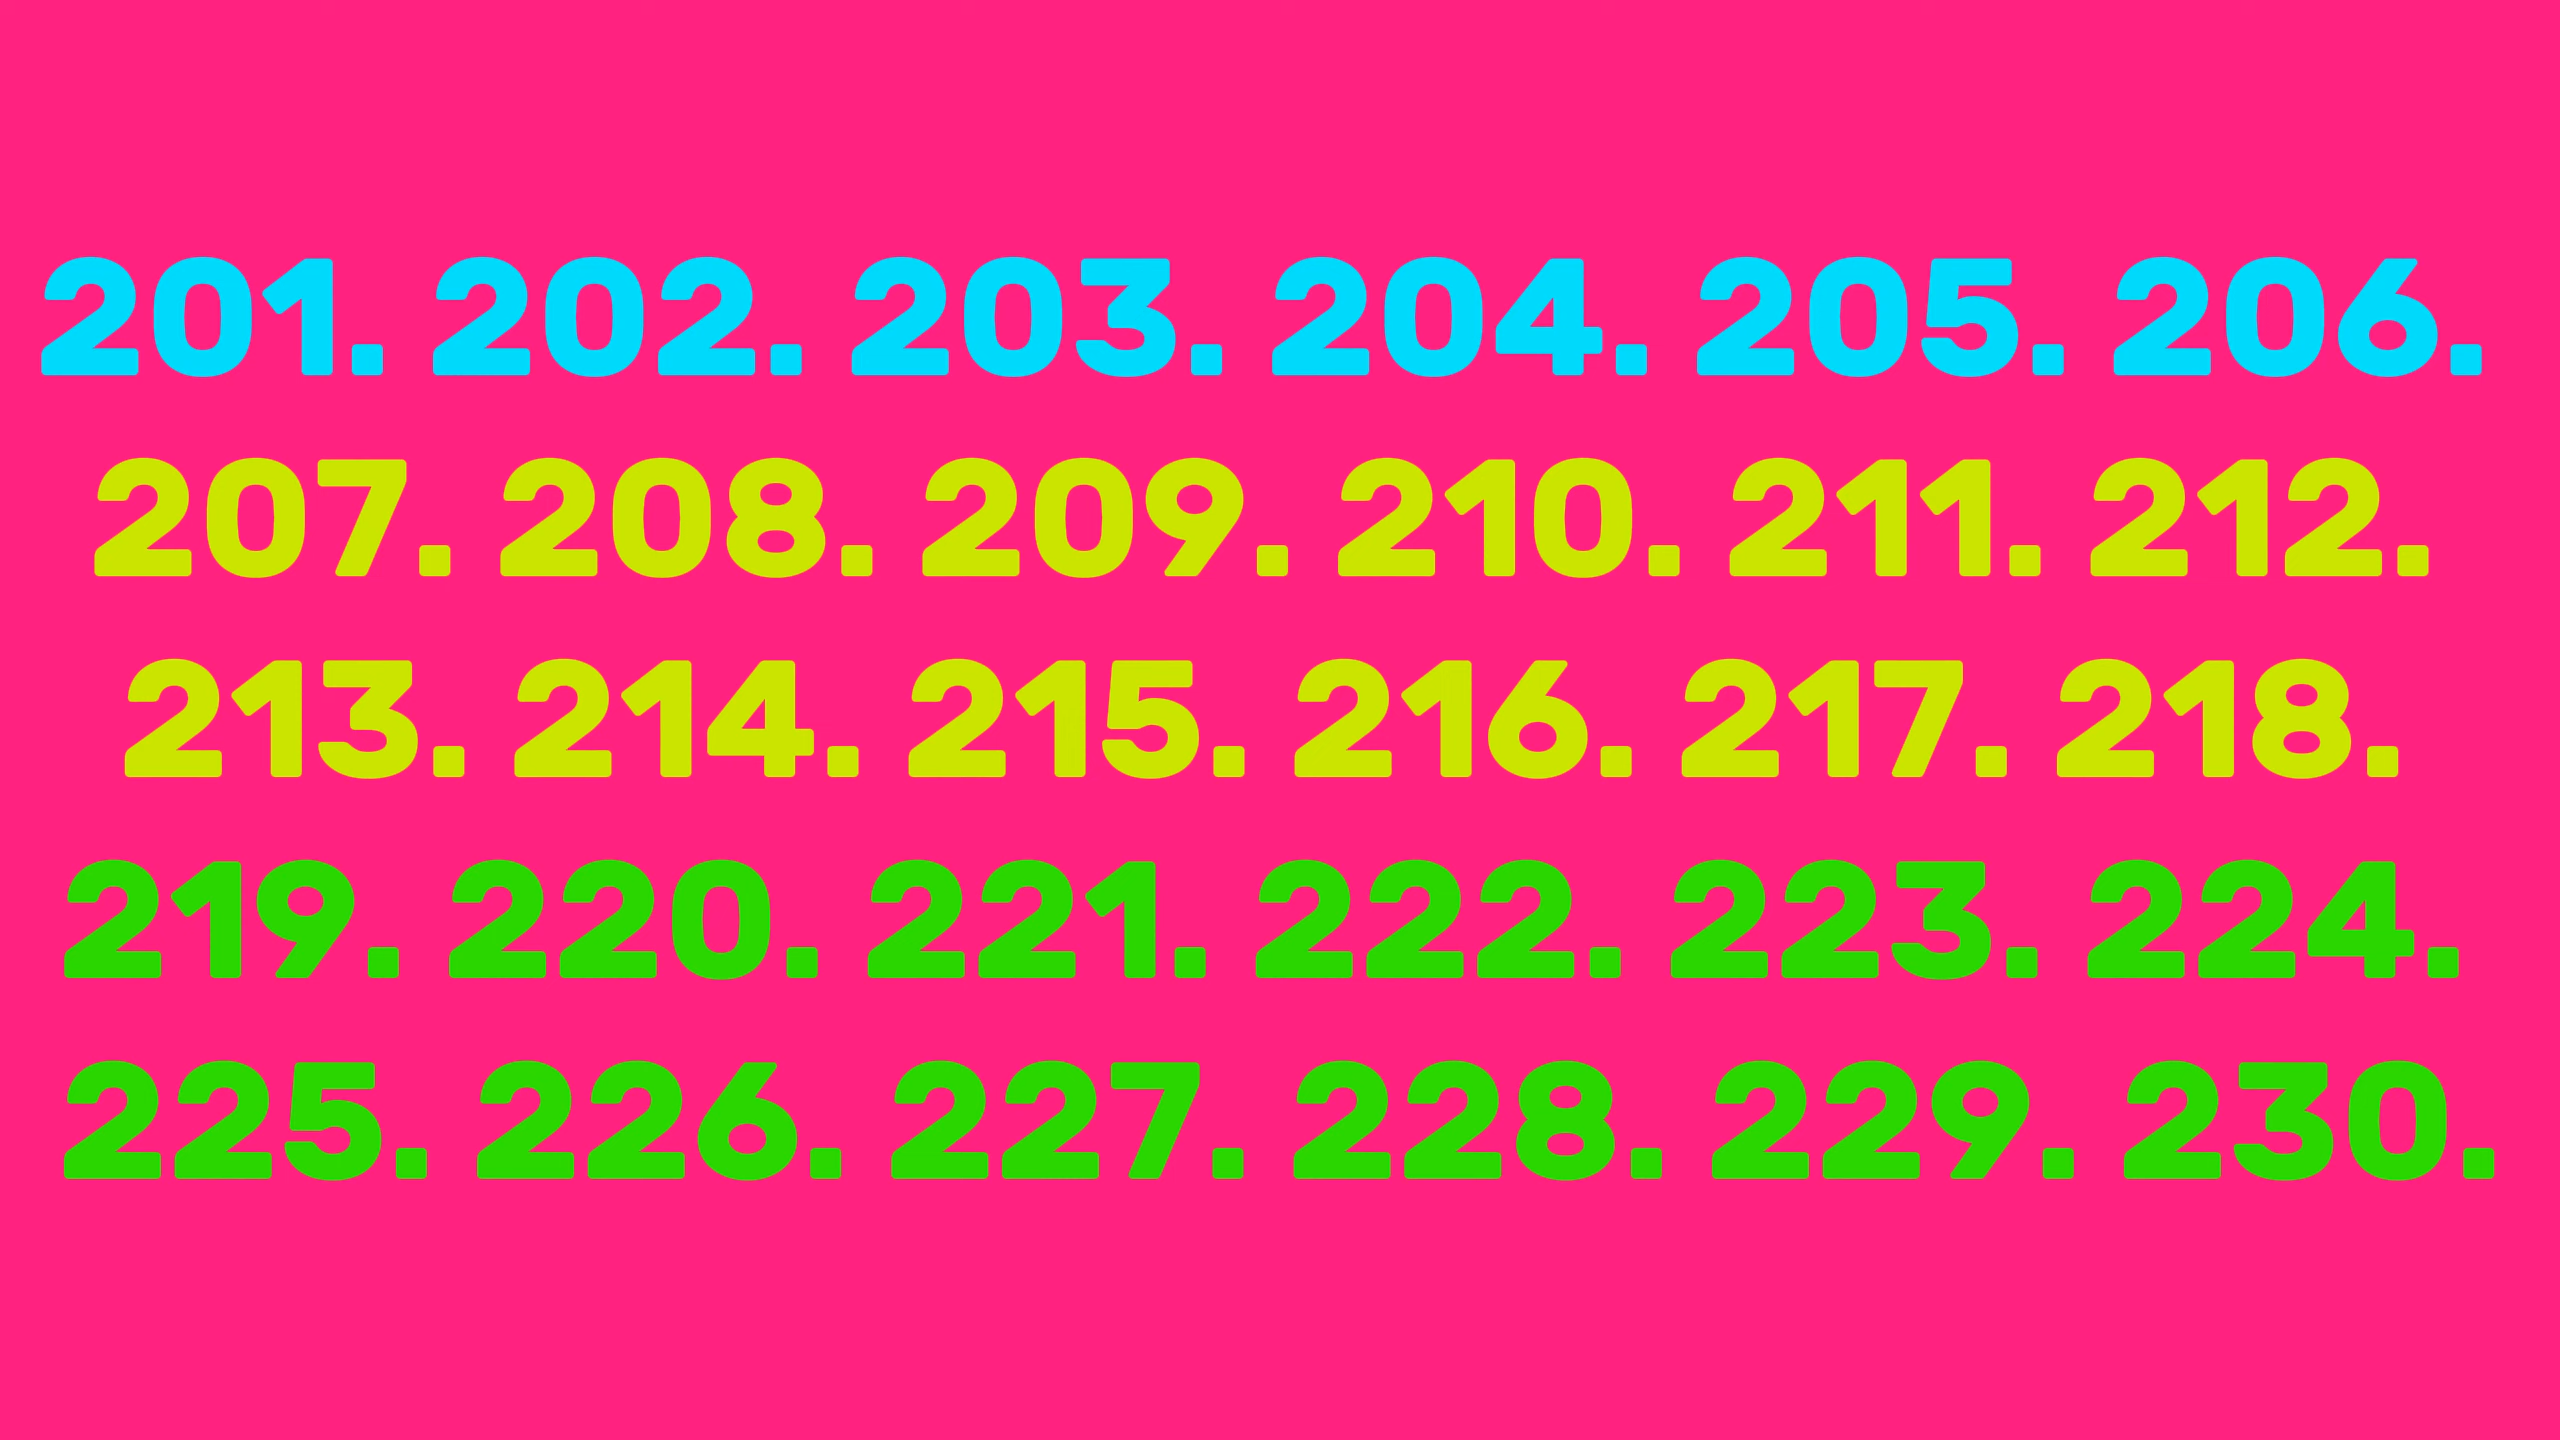 201. 202. 203. 204. 205. 206.
207. 208. 209. 210. 211. 212.
213. 214. 215. 216. 217. 218.
219. 220. 221. 222. 223. 224.
225. 226. 227. 228. 229. 230.